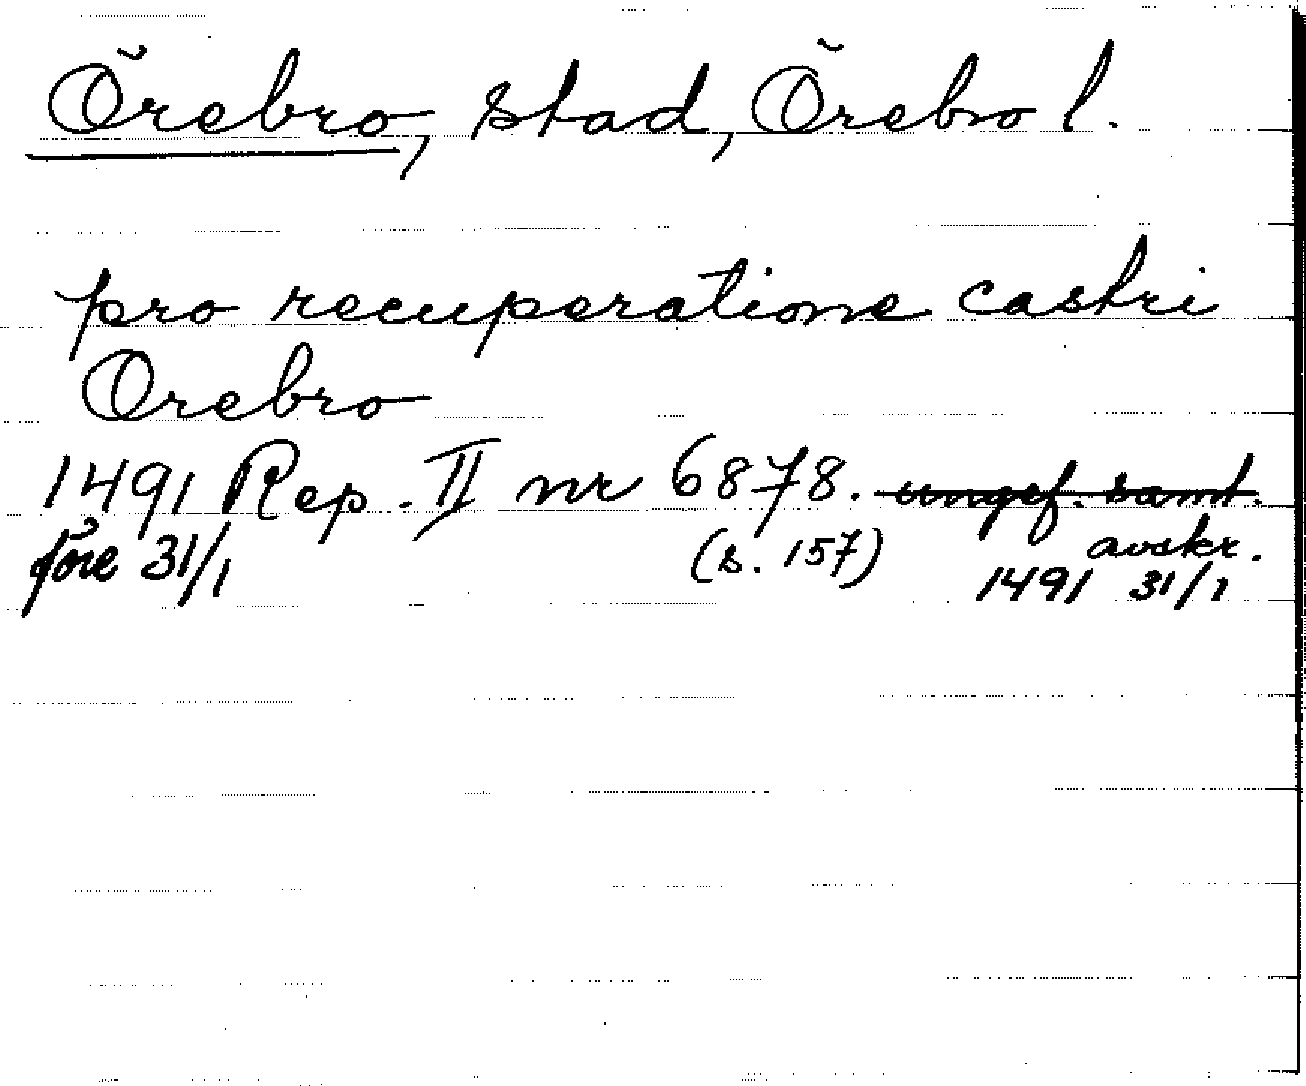 Örebro, stad, Örebro l.
pro recuperatione castri
Orebro
1491 Rep. II nr 6878. ungef. samt.
före 31/1 (s. 157) avskr.
1491 31/1